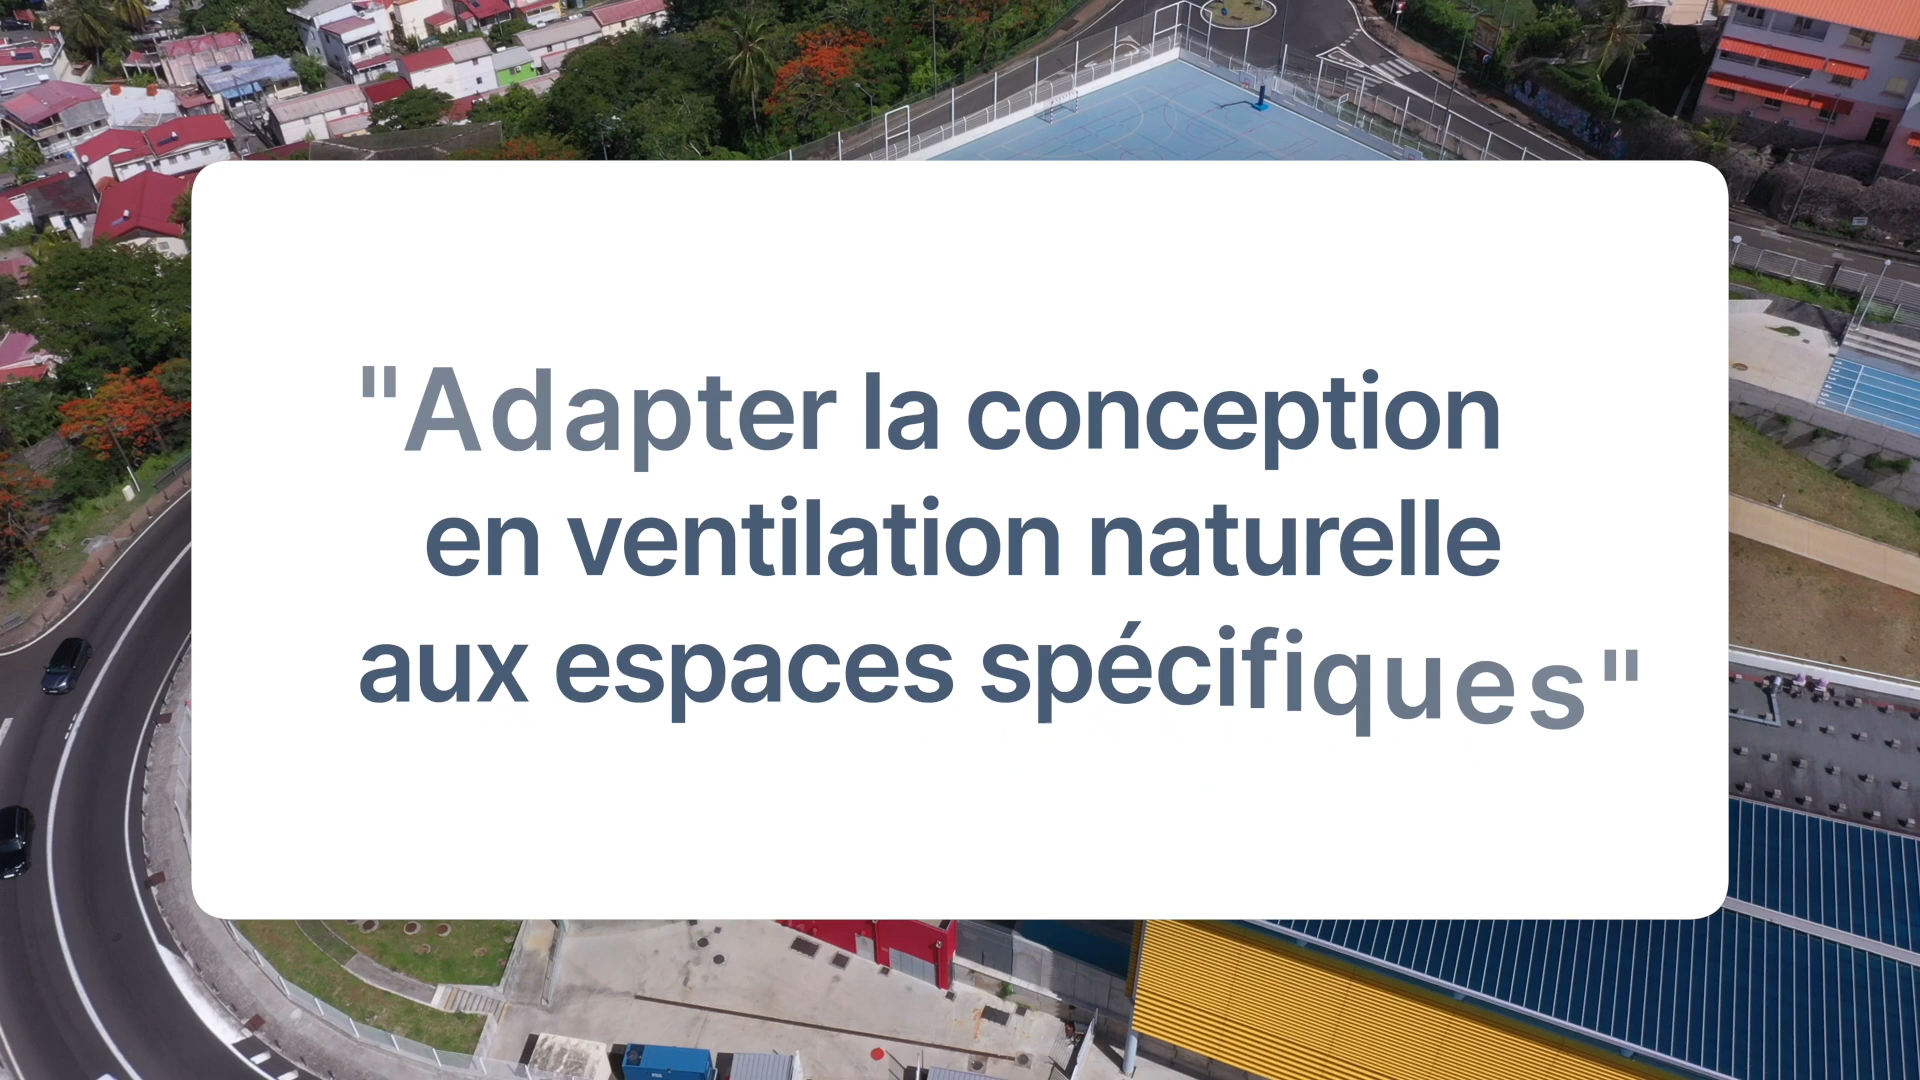 "Adapter la conception
en ventilation naturelle
aux espaces spécifiques"